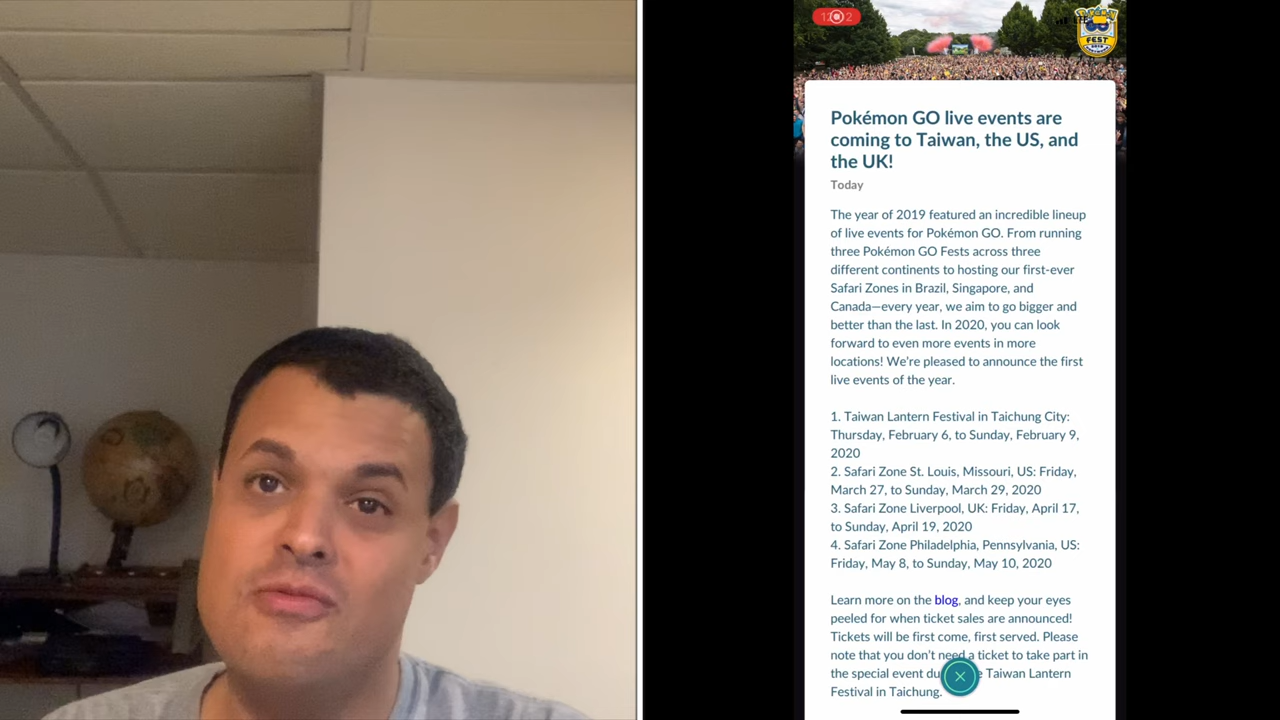 FEST
Pokémon GO live events are
coming to Taiwan, the US, and
the UK!
Today
The year of 2019 featured an incredible lineup
of live events for Pokémon GO. From running
three Pokémon GO Fests across three
different continents to hosting our first-ever
Safari Zones in Brazil, Singapore, and
Canada—every year, we aim to go bigger and
better than the last. In 2020, you can look
forward to even more events in more
locations! We're pleased to announce the first
live events of the year.
1. Taiwan Lantern Festival in Taichung City:
Thursday, February 6, to Sunday, February 9,
2020
2. Safari Zone St. Louis, Missouri, US: Friday,
March 27, to Sunday, March 29, 2020
3. Safari Zone Liverpool, UK: Friday, April 17,
to Sunday, April 19, 2020
4. Safari Zone Philadelphia, Pennsylvania, US:
Friday, May 8, to Sunday, May 10, 2020
Learn more on the blog, and keep your eyes
peeled for when ticket sales are announced!
Tickets will be first come, first served. Please
note that you don't need a ticket to take part in
the special event Taiwan Lantern
Festival in Taichung.